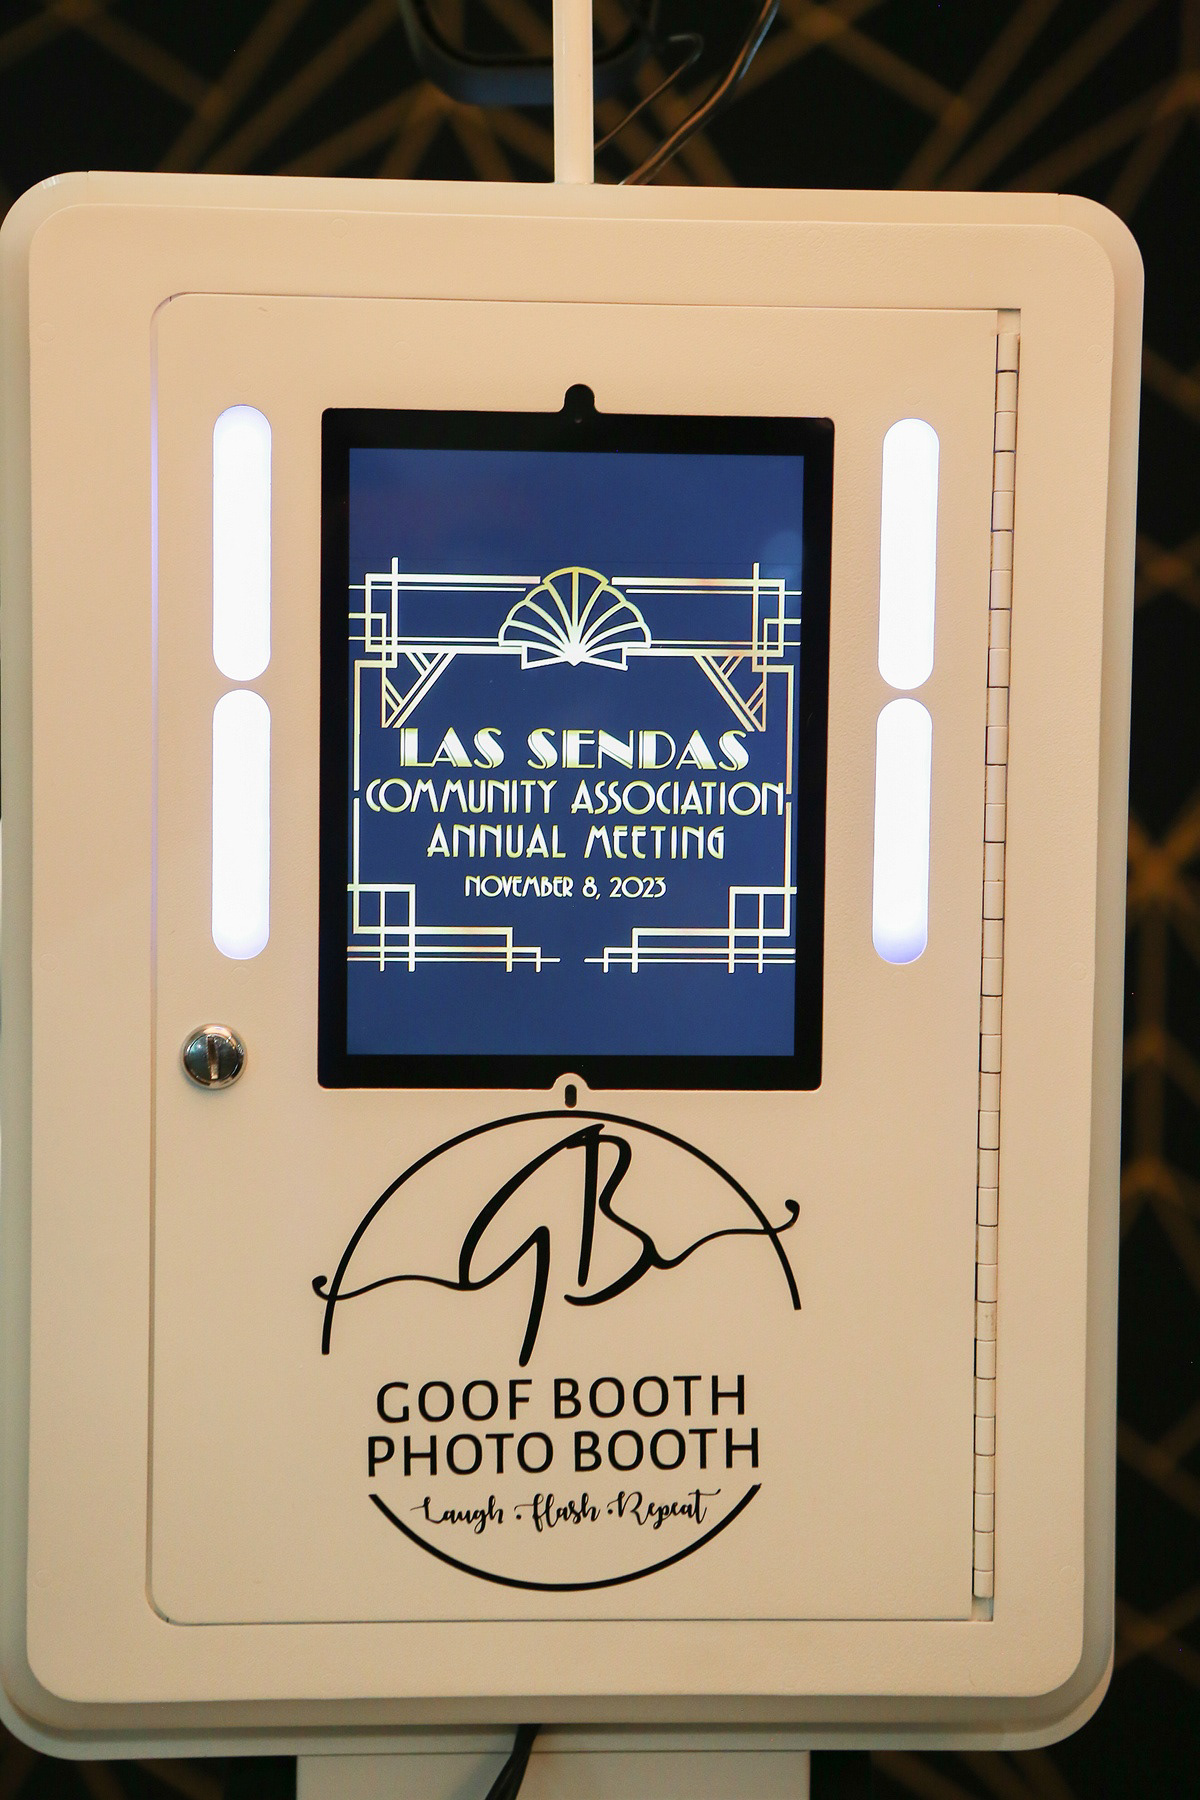 LAS SENDAS
COMMUNITY ASSOCIATION
ANNUAL MEETING
NOVEMBER 8, 2023
GB
GOOF BOOTH
PHOTO BOOTH
Laugh • Flash • Repeat